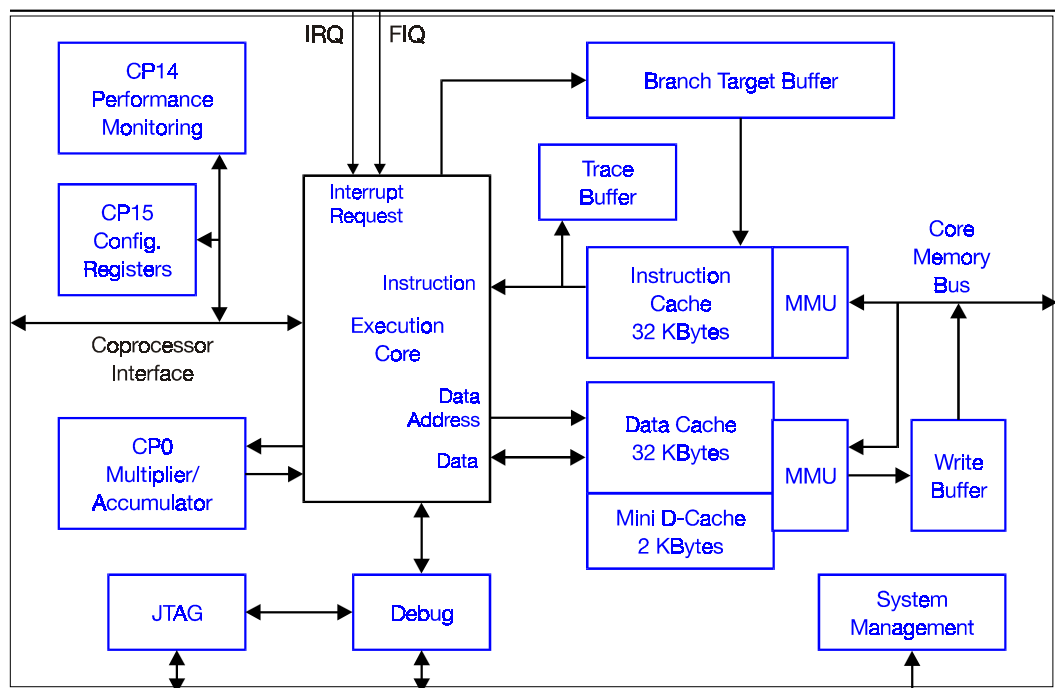 IRQ
FIQ
CP14
Performance
Monitoring
Branch Target Buffer
Trace
Buffer
CP15
Config.
Registers
Interrupt
Request
Instruction
Execution
Core
Data
Address
Data
Instruction
Cache
32 KBytes
MMU
Core
Memory
Bus
Coprocessor
Interface
CP0
Multiplier/
Accumulator
Data Cache
32 KBytes
MMU
Mini D-Cache
2 KBytes
Write
Buffer
JTAG
Debug
System
Management